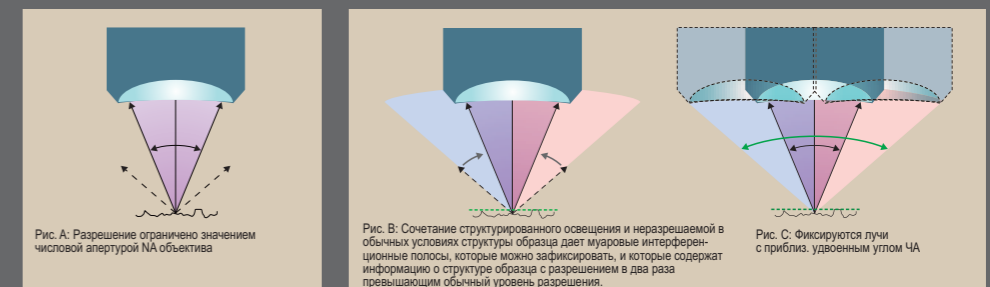 Рис. A: Разрешение ограничено значением
числовой апертурой NA объектива
Рис. B: Сочетание структурированного освещения и неразрешаемой в
обычных условиях структуры образца дает муаровые интерферен-
ционные полосы, которые можно зафиксировать, и которые содержат
информацию о структуре образца с разрешением в два раза
превышающим обычный уровень разрешения.
Рис. C: Фиксируются лучи
с приблиз. удвоенным углом ЧА